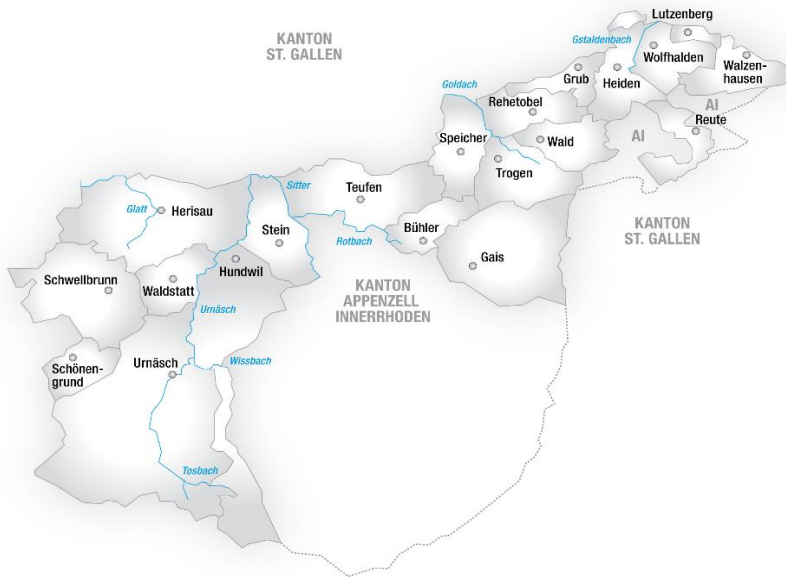 Lutzenberg
KANTON
ST. GALLEN
Gstaldenbach
Wolfhalden
Walzen-
hausen
Grub
Heiden
Goldach
Rehetobel
AI
Reute
Speicher
Wald
AI
Trogen
Sitter
Teufen
Glatt
Herisau
Stein
Rotbach
Bühler
KANTON
ST. GALLEN
Gais
Hundwil
Schwellbrunn
Waldstatt
KANTON
APPENZELL
INNERRHODEN
Urnäsch
Wissbach
Schönen-
grund
Urnäsch
Tosbach